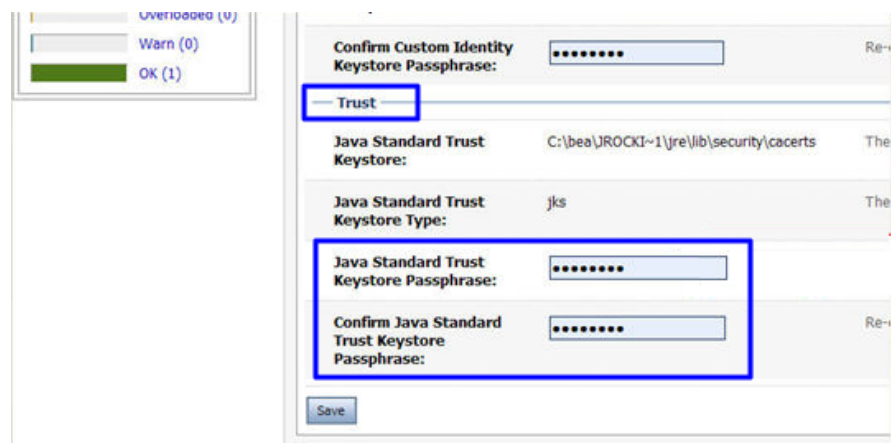 Overloaded (0)
Warn (0)
OK (1)
Confirm Custom Identity
Keystore Passphrase:
••••••••
Re-
Trust
Java Standard Trust
Keystore:
C:\bea\JROCKI~1\jre\lib\security\cacerts
The
Java Standard Trust
Keystore Type:
jks
The
Java Standard Trust
Keystore Passphrase:
••••••••
Confirm Java Standard
Trust Keystore
Passphrase:
••••••••
Re-
Save